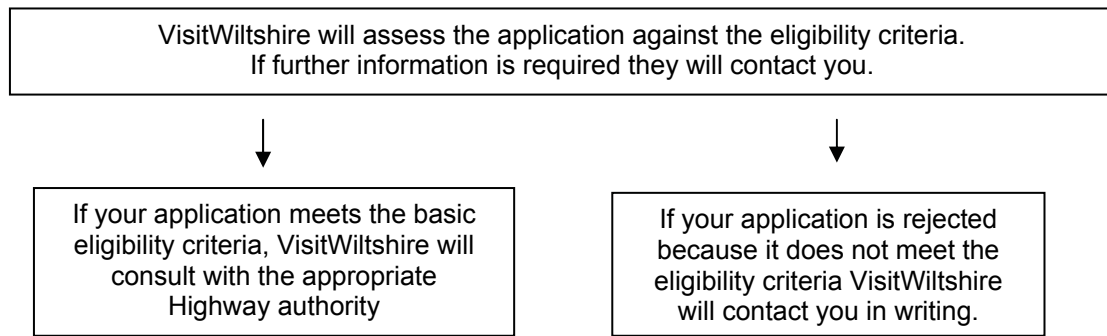 VisitWiltshire will assess the application against the eligibility criteria.
If further information is required they will contact you.
If your application meets the basic
eligibility criteria, VisitWiltshire will
consult with the appropriate
Highway authority
If your application is rejected
because it does not meet the
eligibility criteria VisitWiltshire
will contact you in writing.